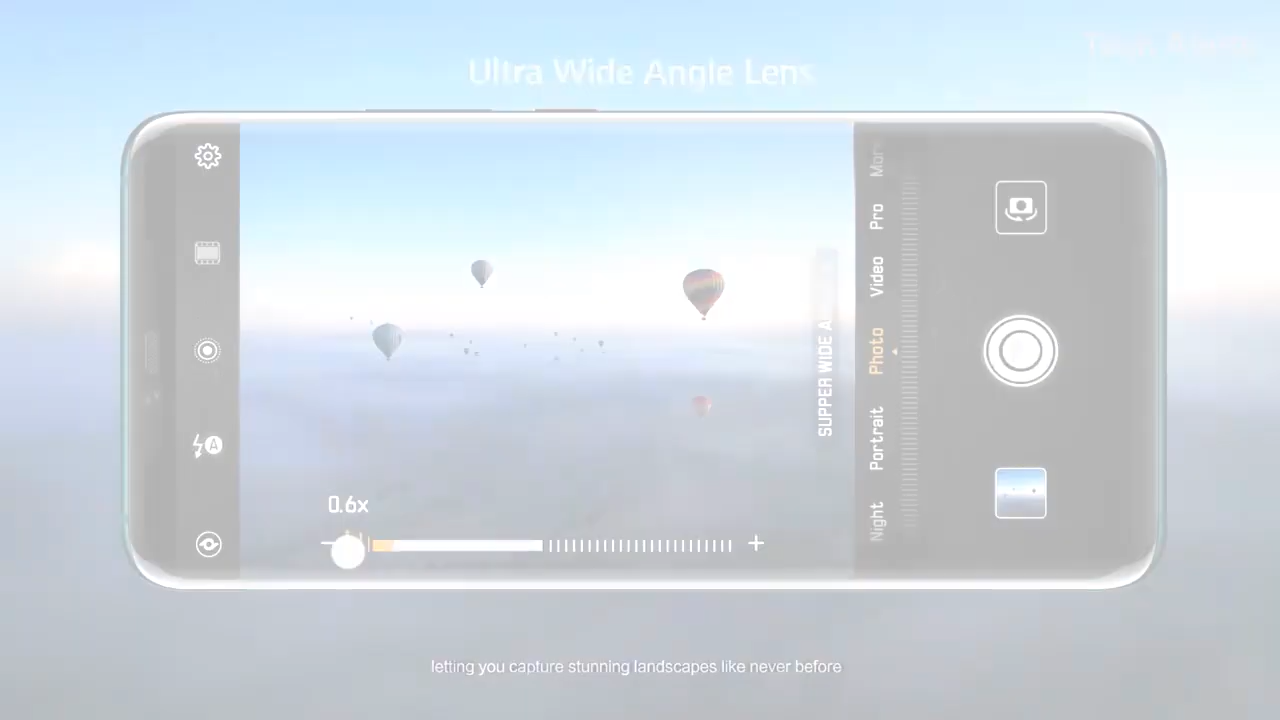 Ultra Wide Angle Lens
More
Pro
Video
Photo
Portrait
Night
SUPPER WIDE A
A
0.6x
letting you capture stunning landscapes like never before